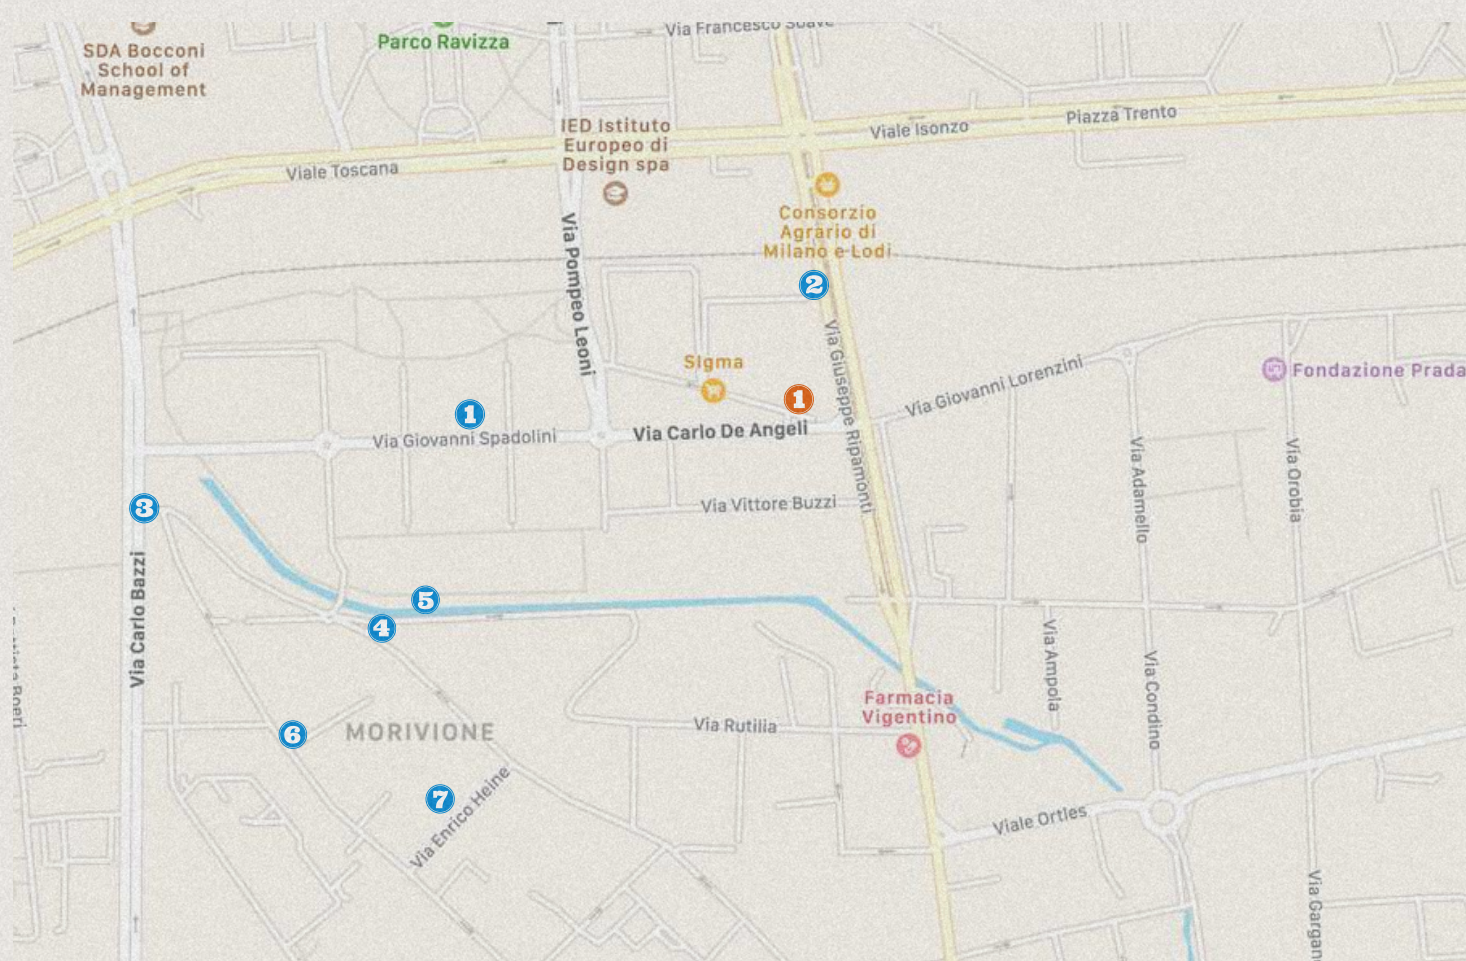 Via Francesco Soave
SDA Bocconi
School of
Management
Parco Ravizza
IED Istituto
Europeo di
Design spa
Viale Toscana
Viale Isonzo
Piazza Trento
Consorzio
Agrario di
Milano e Lodi
Via Pompeo Leoni
2
Via Giuseppe Ripamonti
SIgma
1
1
Via Giovanni Spadolini
Via Carlo De Angeli
Via Giovanni Lorenzini
Fondazione Prada
Via Adamello
Via Orobia
Via Vittore Buzzi
3
Via Carlo Bazzi
5
4
Via Ampola
Via Condino
Farmacia
Vigentino
6
MORIVIONE
Via Rutilia
7
Via Enrico Heine
Viale Ortles
Via Gargan